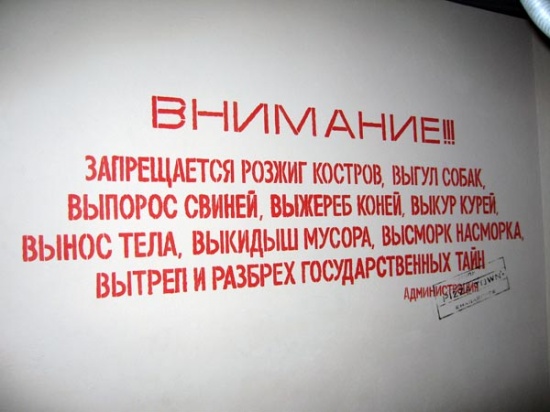 ВНИМАНИЕ!!!
ЗАПРЕЩАЕТСЯ РОЗЖИГ КОСТРОВ, ВЫГУЛ СОБАК,
ВЫПОРОС СВИНЕЙ, ВЫЖЕРЕБ КОНЕЙ, ВЫКУР КУРЕЙ,
ВЫНОС ТЕЛА, ВЫКИДЫШ МУСОРА, ВЫСМОРК НАСМОРКА,
ВЫТРЕП И РАЗБРЕХ ГОСУДАРСТВЕННЫХ ТАЙН
АДМИНИСТРАЦИЯ